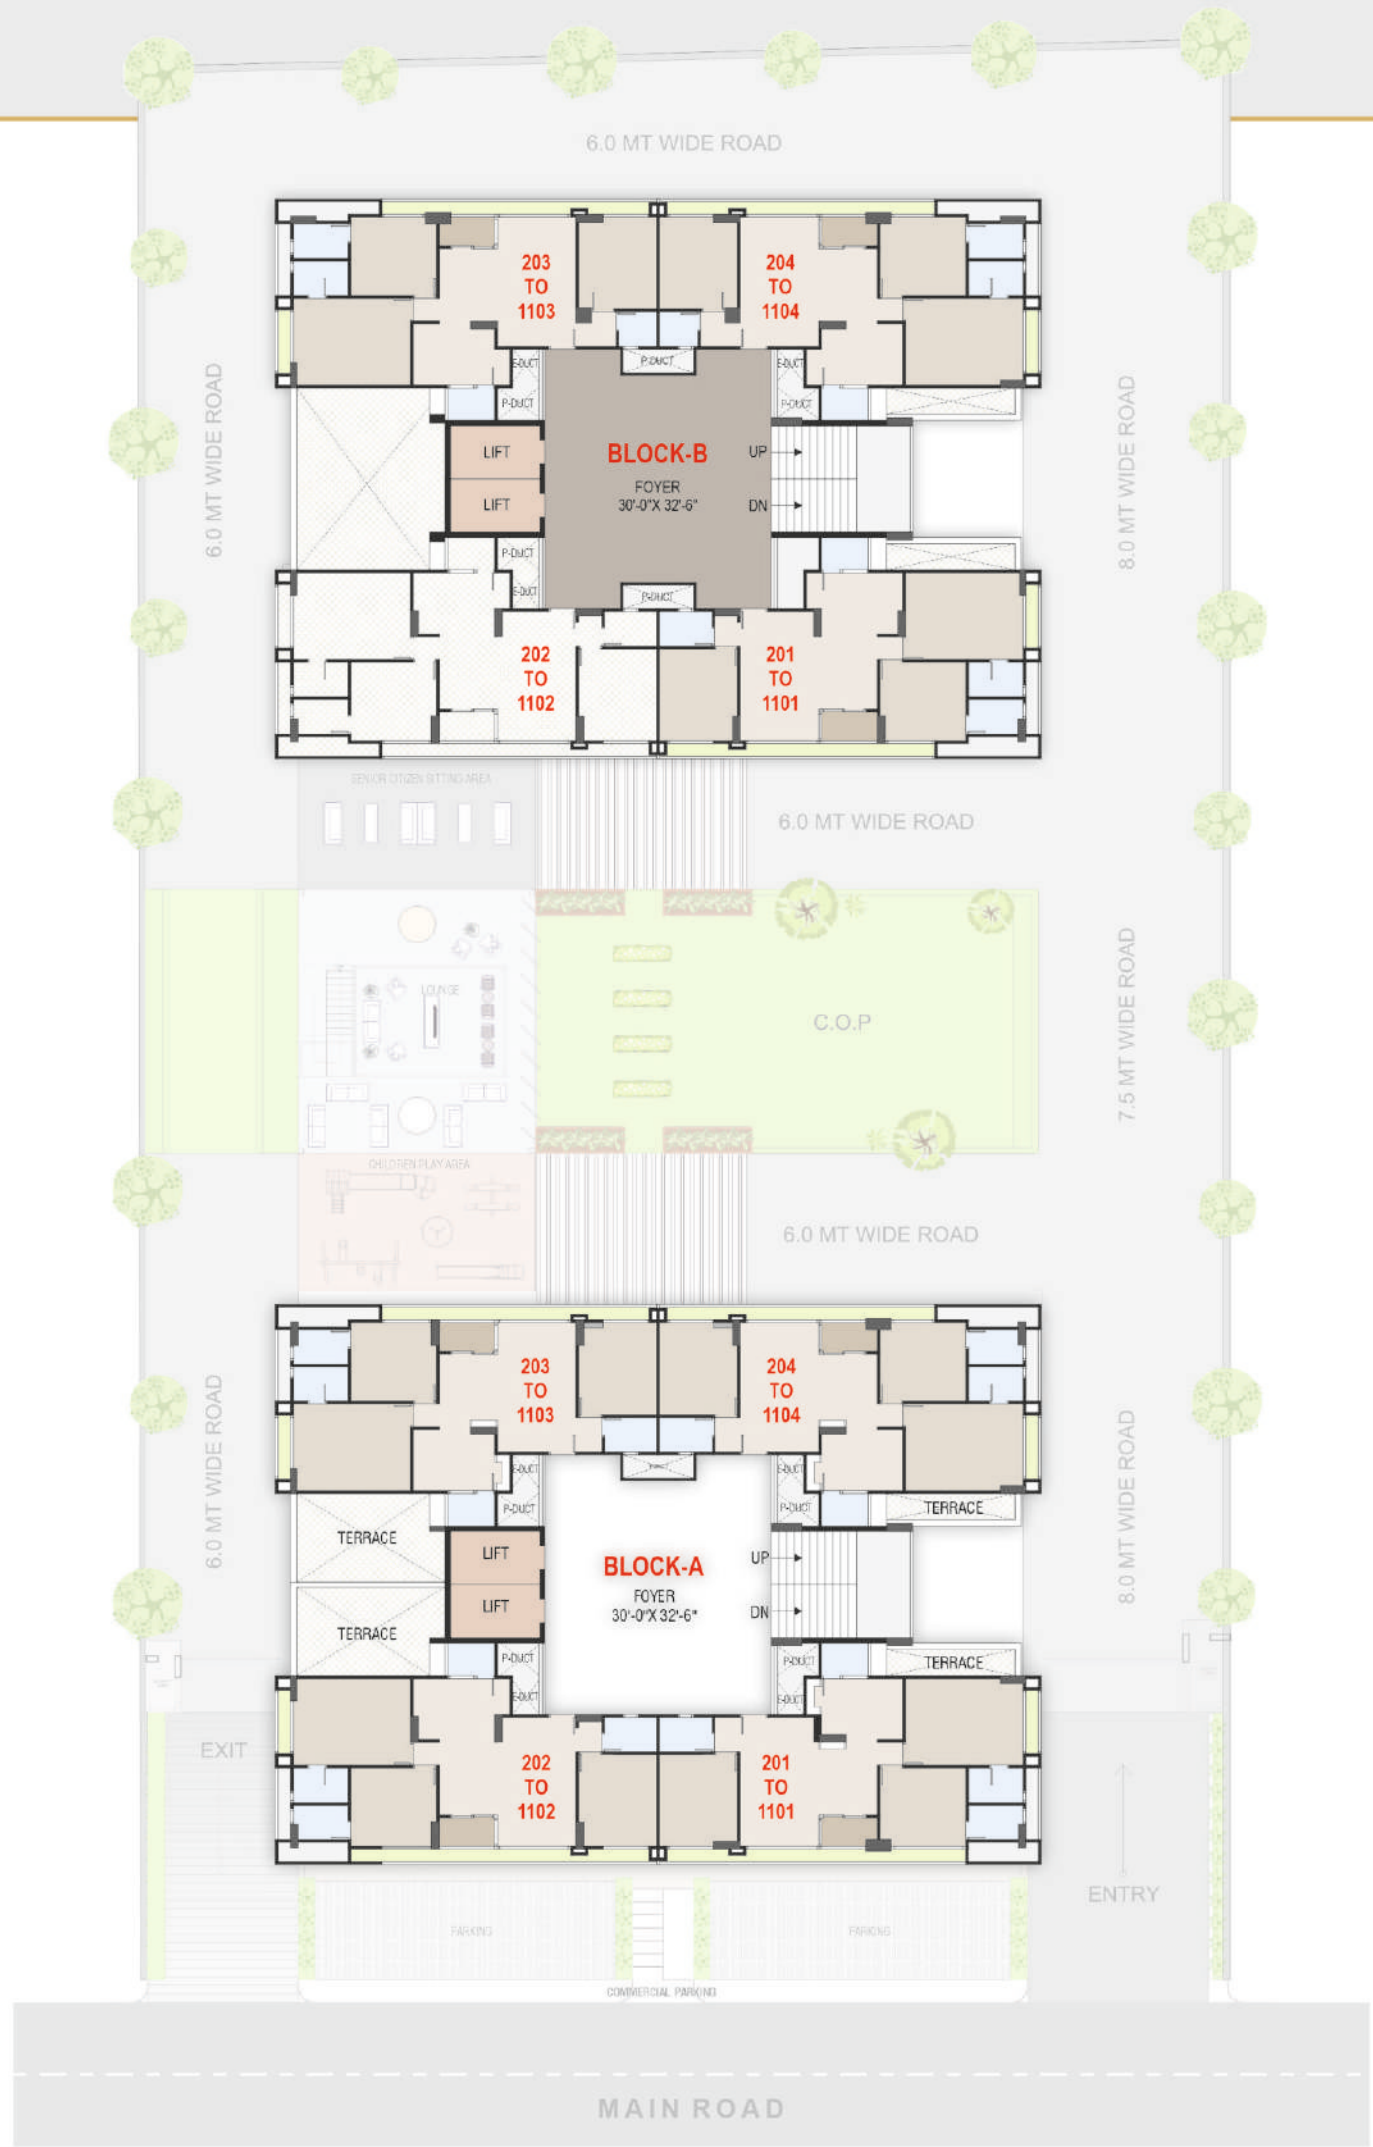 6.0 MT WIDE ROAD
203
TO
1103
204
TO
1104
E-DUCT
P-DUCT
P-DUCT
E-DUCT
P-DUCT
6.0 MT WIDE ROAD
8.0 MT WIDE ROAD
LIFT
LIFT
BLOCK-B
FOYER
30'-0"X 32'-6"
UP
DN
P-DUCT
E-DUCT
P-DUCT
202
TO
1102
201
TO
1101
SENIOR CITIZEN SITTING AREA
6.0 MT WIDE ROAD
LOUNGE
C.O.P
7.5 MT WIDE ROAD
CHILDREN PLAY AREA
6.0 MT WIDE ROAD
203
TO
1103
204
TO
1104
6.0 MT WIDE ROAD
8.0 MT WIDE ROAD
E-DUCT
P-DUCT
E-DUCT
P-DUCT
TERRACE
TERRACE
TERRACE
LIFT
LIFT
BLOCK-A
FOYER
30'-0"X 32'-6"
UP
DN
P-DUCT
E-DUCT
P-DUCT
E-DUCT
TERRACE
EXIT
202
TO
1102
201
TO
1101
ENTRY
PARKING
PARKING
COMMERCIAL PARKING
MAIN ROAD